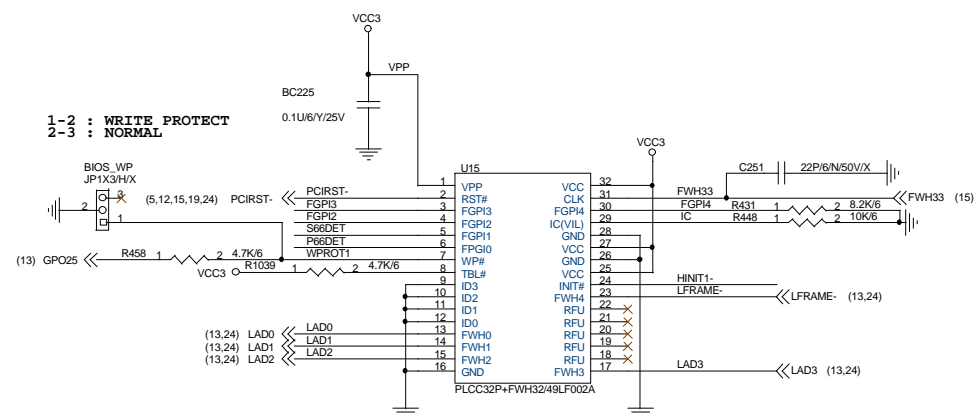 VCC3
VPP
BC225
0.1U/6/Y/25V
1-2 : WRITE PROTECT
2-3 : NORMAL
BIOS_WP
JP1X3/H/X
3
2
1
VCC3
C251
22P/6/N/50V/X
U15
(5,12,15,19,24) PCIRST-
PCIRST-
FGPI3
FGPI2
S66DET
P66DET
WPROT1
(13) GPO25
R458
1
2
4.7K/6
VCC3
R1039
1
2
4.7K/6
(13,24) LAD0
LAD0
(13,24) LAD1
LAD1
(13,24) LAD2
LAD2
1 VPP
2 RST#
3 FGPI3
4 FGPI2
5 FGPI1
6 FPGI0
7 WP#
8 TBL#
9 ID3
10 ID2
11 ID1
12 ID0
13 FWH0
14 FWH1
15 FWH2
16 GND
VCC 32
CLK 31
FGPI4 30
IC(VIL) 29
GND 28
VCC 27
GND 26
VCC 25
INIT# 24
FWH4 23
RFU 22
RFU 21
RFU 20
RFU 19
RFU 18
FWH3 17
PLCC32P+FWH32/49LF002A
FWH33
FWH33 (15)
FGPI4
R431
1
2
8.2K/6
IC
R448
1
2
10K/6
HINIT1-
LFRAME-
LFRAME- (13,24)
LAD3
LAD3 (13,24)